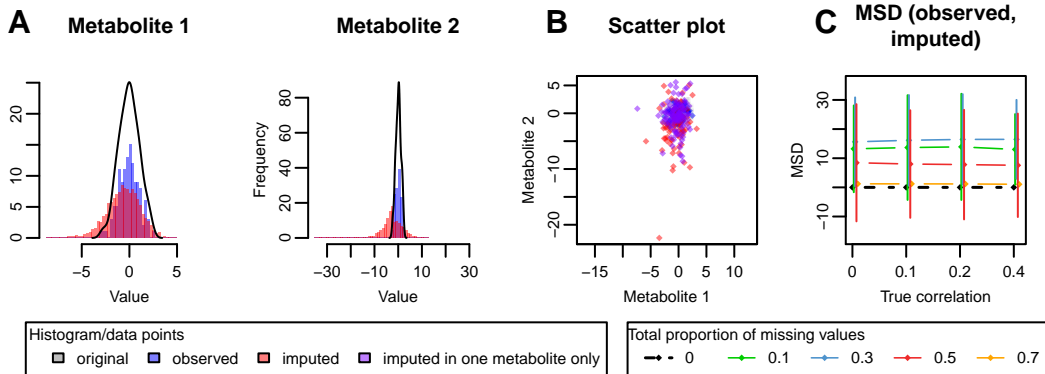 A
Metabolite 1
Metabolite 2
B
Scatter plot
C
MSD (observed,
imputed)
0
5
10
20
−5
0
5
Value
Frequency
0
20
40
60
80
−30
−10
0
10
30
Value
Metabolite 2
5
0
−10
−20
−15
−5
0
5
10
Metabolite 1
MSD
−10
10
30
0
0.1
0.2
0.4
True correlation
Histogram/data points
original
observed
imputed
imputed in one metabolite only
Total proportion of missing values
0
0.1
0.3
0.5
0.7